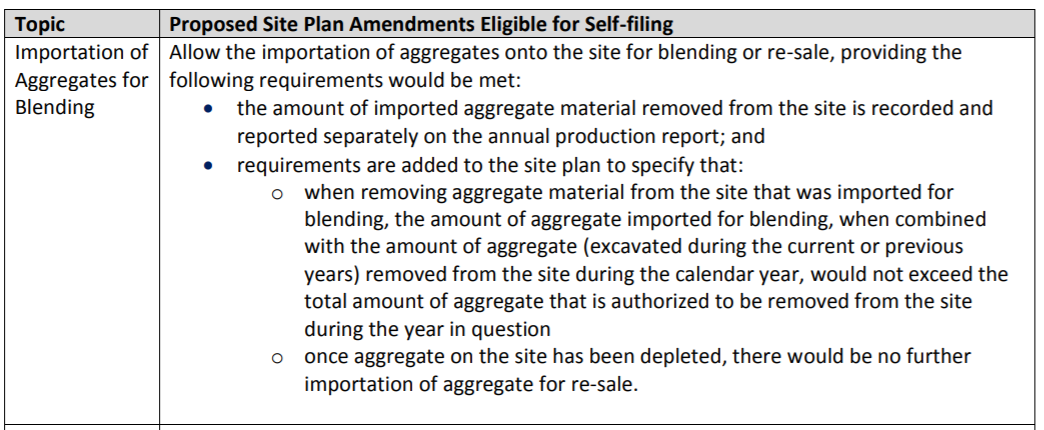 Topic
Proposed Site Plan Amendments Eligible for Self-filing
Importation of
Aggregates for
Blending
Allow the importation of aggregates onto the site for blending or re-sale, providing the
following requirements would be met:
• the amount of imported aggregate material removed from the site is recorded and
reported separately on the annual production report; and
• requirements are added to the site plan to specify that:
o when removing aggregate material from the site that was imported for
blending, the amount of aggregate imported for blending, when combined
with the amount of aggregate (excavated during the current or previous
years) removed from the site during the calendar year, would not exceed the
total amount of aggregate that is authorized to be removed from the site
during the year in question
o once aggregate on the site has been depleted, there would be no further
importation of aggregate for re-sale.